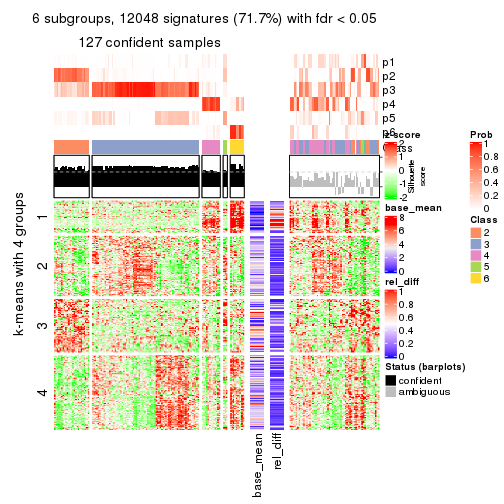 6 subgroups, 12048 signatures (71.7%) with fdr < 0.05
127 confident samples
p1
p2
p3
p4
p5
p6
Class
Silhouette
score
k-means with 4 groups
1
2
3
4
base_mean
rel_diff
z-score
2
1
0
-1
-2
base_mean
8
6
4
2
0
rel_diff
1
0.8
0.6
0.4
0.2
0
Status (barplots)
confident
ambiguous
Prob
1
0.8
0.6
0.4
0.2
0
Class
2
3
4
5
6